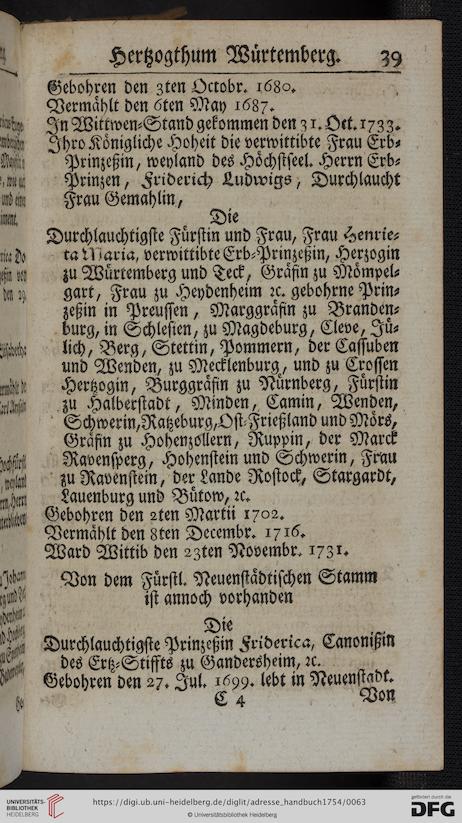 Hertzogthum Würtemberg. 39
Gebohren den 3ten Octobr. 1680.
Vermählt den 6ten May 1687.
In Wittwen-Stand gekommen den 31. Oct. 1733.
Ihro Königliche Hoheit die verwittibte Frau Erb-
Prinzeßin, weyland des Höchstseel. Herrn Erb-
Prinzen, Friderich Ludwigs, Durchlaucht
Frau Gemahlin,
Die
Durchlauchtigste Fürstin und Frau, Frau Henrie-
ta Maria, verwittibte Erb-Prinzeßin, Herzogin
zu Würtemberg und Teck, Gräfin zu Mömpel-
gart, Frau zu Heydenheim ꝛc. gebohrne Prin-
zeßin in Preussen, Marggräfin zu Branden-
burg, in Schlesien, zu Magdeburg, Cleve, Jü-
lich, Berg, Stettin, Pommern, der Cassuben
und Wenden, zu Mecklenburg, und zu Crossen
Hertzogin, Burggräfin zu Nürnberg, Fürstin
zu Halberstadt, Minden, Camin, Wenden,
Schwerin, Ratzeburg, Ost-Frießland und Mörs,
Gräfin zu Hohenzollern, Ruppin, der Marck
Ravensperg, Hohenstein und Schwerin, Frau
zu Ravenstein, der Lande Rostock, Stargardt,
Lauenburg und Bütow, ꝛc.
Gebohren den 2ten Martii 1702.
Vermählt den 8ten Decembr. 1716.
Ward Wittib den 23ten Novembr. 1731.
Von dem Fürstl. Neuenstädtischen Stamm
ist annoch vorhanden
Die
Durchlauchtigste Prinzeßin Friderica, Canonißin
des Ertz-Stiffts zu Gandersheim, ꝛc.
Gebohren den 27. Jul. 1699. lebt in Neuenstadt.
C 4 Von
UNIVERSITÄTS-
BIBLIOTHEK
HEIDELBERG
https://digi.ub.uni-heidelberg.de/diglit/adresse_handbuch1754/0063
© Universitätsbibliothek Heidelberg
gefördert durch die
DFG